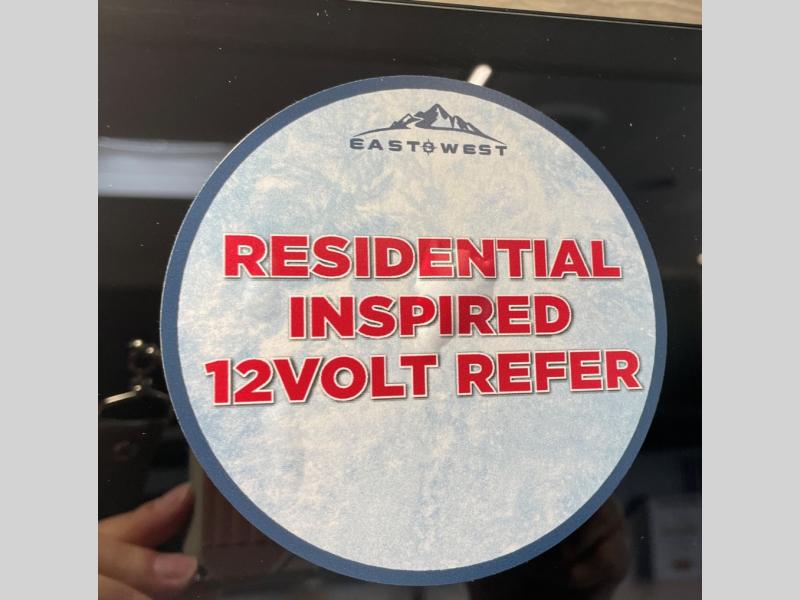 EAST WEST
RESIDENTIAL
INSPIRED
12VOLT REFER